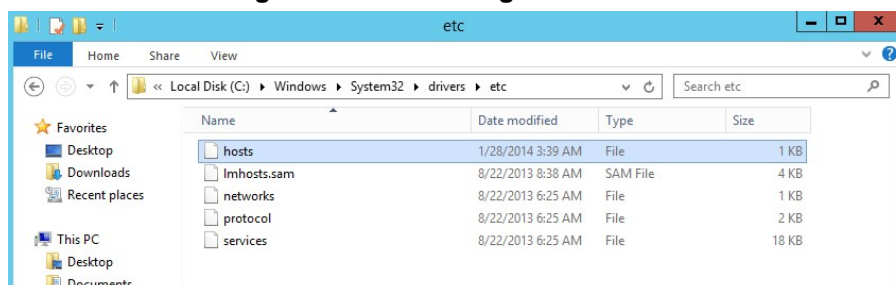 etc
File Home Share View
« Local Disk (C:) Windows System32 drivers etc Search etc
Name Date modified Type Size
Favorites
Desktop
Downloads
Recent places
This PC
Desktop
Documents
hosts 1/28/2014 3:39 AM File 1 KB
lmhosts.sam 8/22/2013 8:38 AM SAM File 4 KB
networks 8/22/2013 6:25 AM File 1 KB
protocol 8/22/2013 6:25 AM File 2 KB
services 8/22/2013 6:25 AM File 18 KB